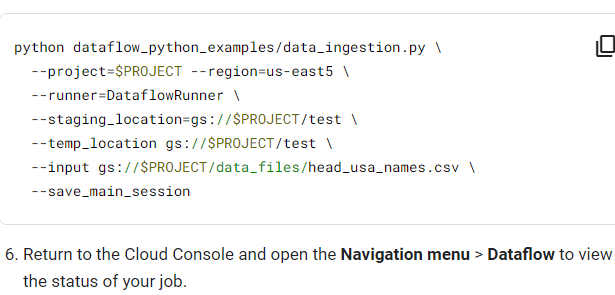 python dataflow_python_examples/data_ingestion.py \
--project=$PROJECT --region=us-east5 \
--runner=DataflowRunner \
--staging_location=gs://$PROJECT/test \
--temp_location gs://$PROJECT/test \
--input gs://$PROJECT/data_files/head_usa_names.csv \
--save_main_session
6. Return to the Cloud Console and open the Navigation menu > Dataflow to view
the status of your job.